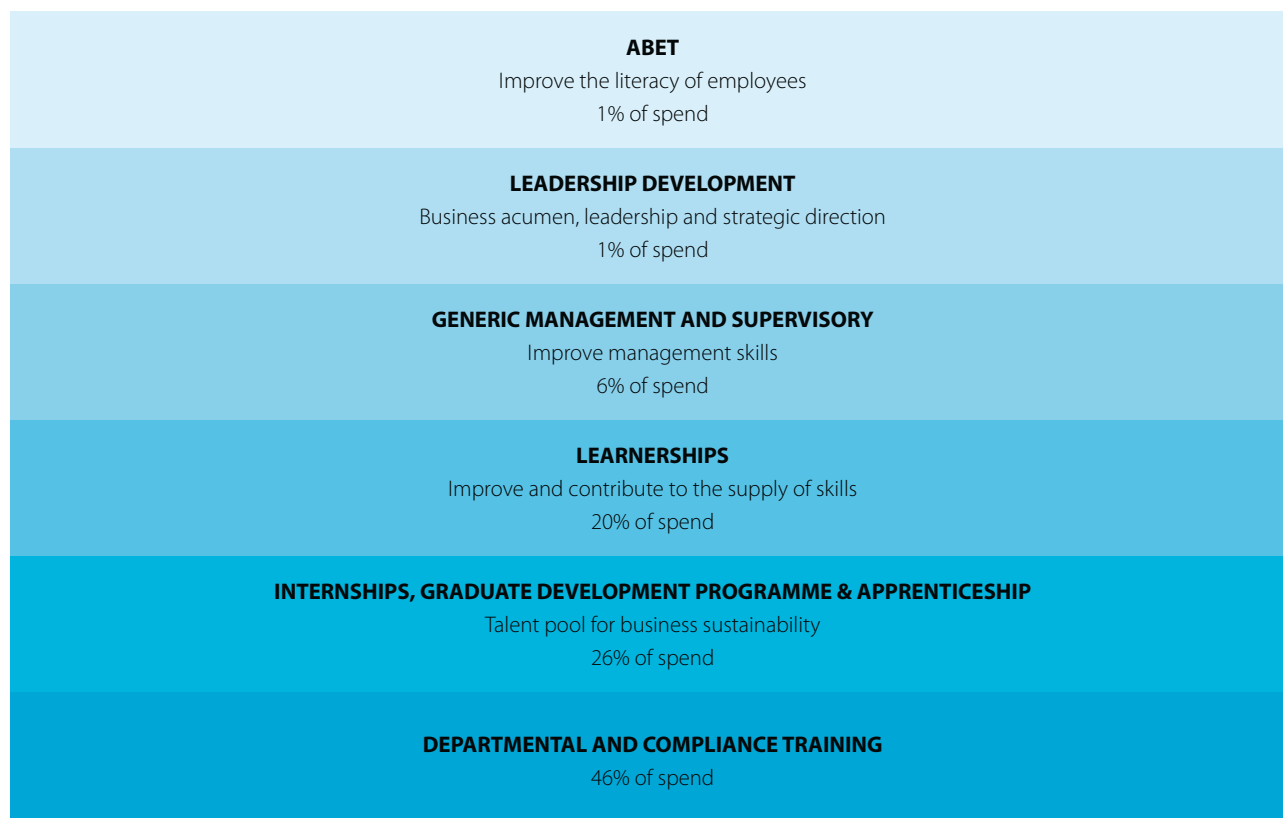 ABET
Improve the literacy of employees
1% of spend
LEADERSHIP DEVELOPMENT
Business acumen, leadership and strategic direction
1% of spend
GENERIC MANAGEMENT AND SUPERVISORY
Improve management skills
6% of spend
LEARNERSHIPS
Improve and contribute to the supply of skills
20% of spend
INTERNSHIPS, GRADUATE DEVELOPMENT PROGRAMME & APPRENTICESHIP
Talent pool for business sustainability
26% of spend
DEPARTMENTAL AND COMPLIANCE TRAINING
46% of spend